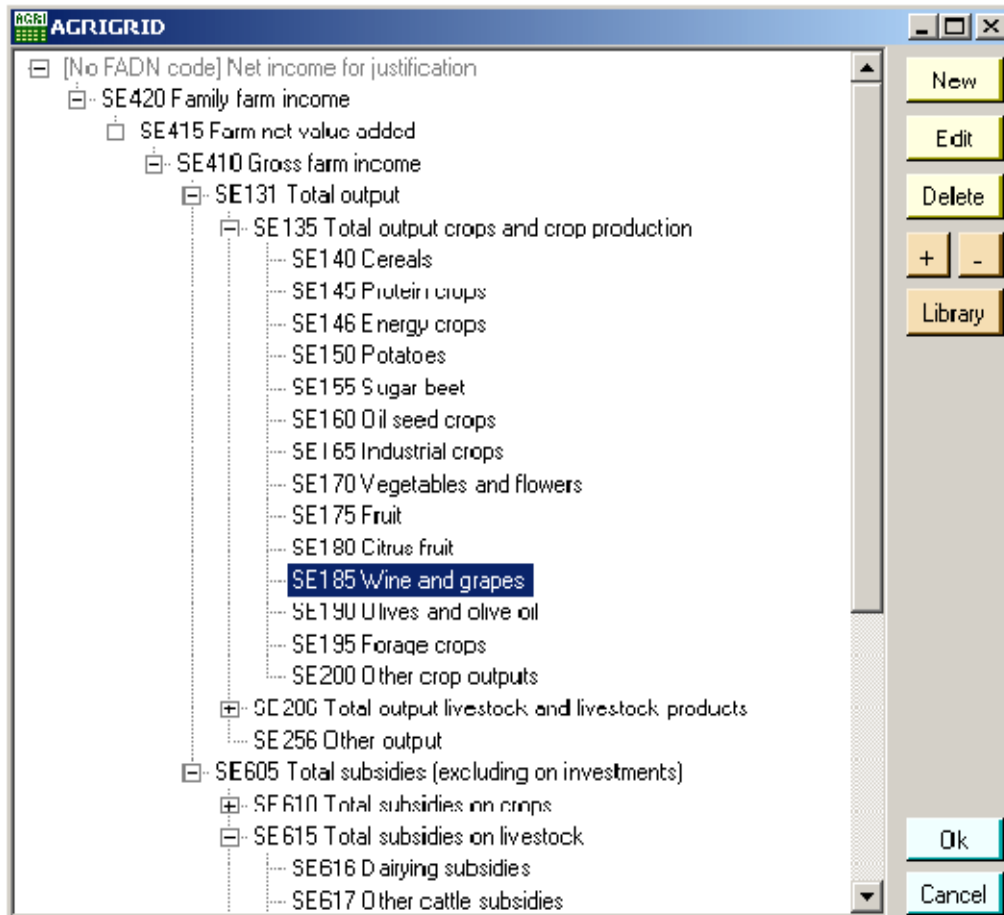 AGRI AGRIGRID
[No FADN code] Net income for justification
New
SE420 Family farm income
SE415 Farm net value added
Edit
SE410 Gross farm income
SE131 Total output
Delete
SE135 Total output crops and crop production
SE140 Cereals
+ -
SE145 Protein crops
SE146 Energy crops
Library
SE150 Potatoes
SE155 Sugar beet
SE160 Oil seed crops
SE165 Industrial crops
SE170 Vegetables and flowers
SE175 Fruit
SE180 Citrus fruit
SE185 Wine and grapes
SE190 Olives and olive oil
SE195 Forage crops
SE200 Other crop outputs
SE206 Total output livestock and livestock products
SE256 Other output
SE605 Total subsidies (excluding on investments)
SE610 Total subsidies on crops
SE615 Total subsidies on livestock
Ok
SE616 Dairying subsidies
SE617 Other cattle subsidies
Cancel